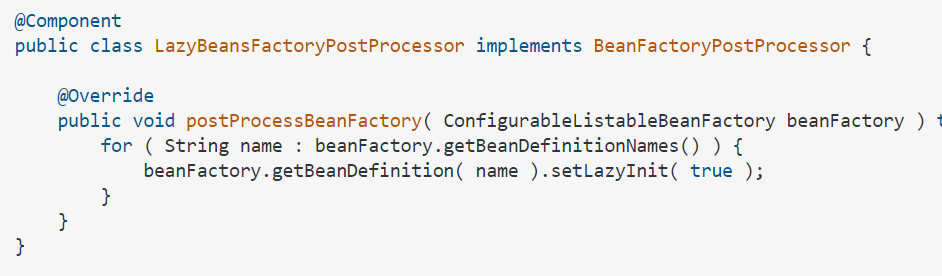 @Component
public class LazyBeansFactoryPostProcessor implements BeanFactoryPostProcessor {
@Override
public void postProcessBeanFactory( ConfigurableListableBeanFactory beanFactory )
for ( String name : beanFactory.getBeanDefinitionNames() ) {
beanFactory.getBeanDefinition( name ).setLazyInit( true );
}
}
}